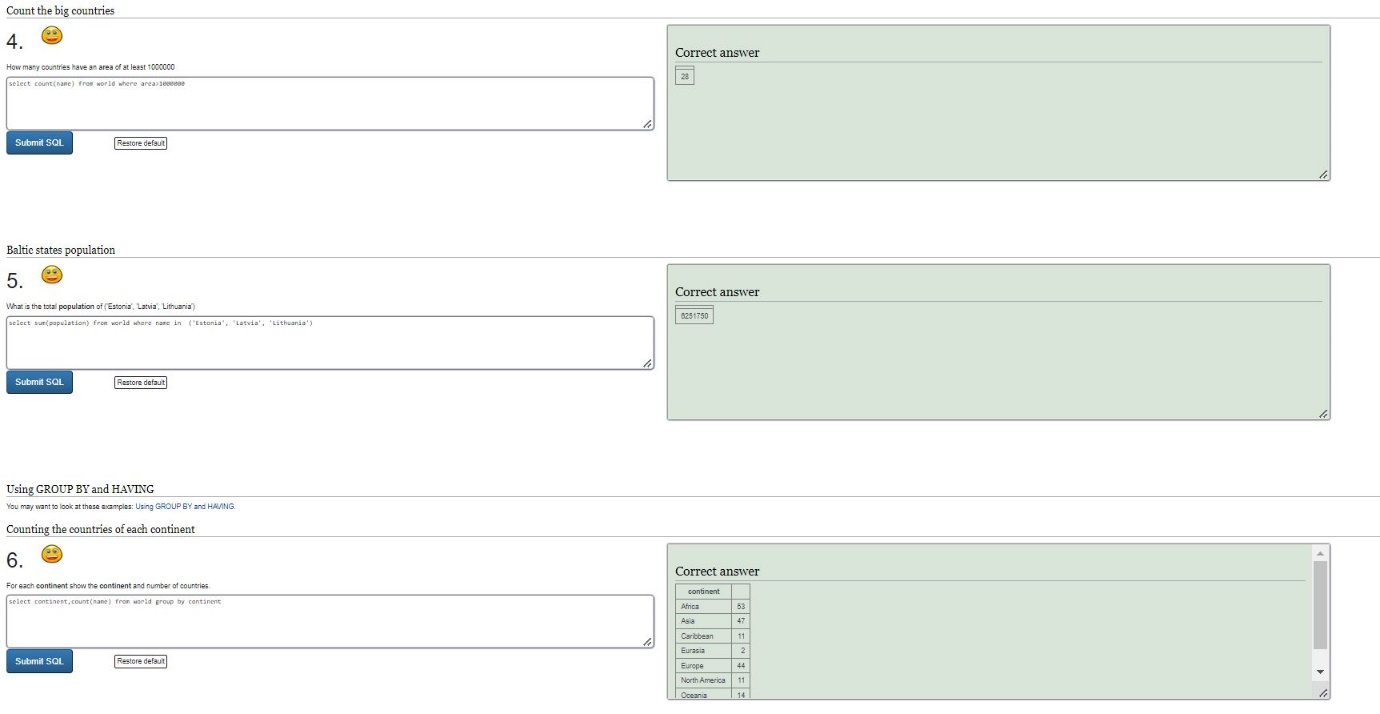 Count the big countries
4.
How many countries have an area of at least 1000000
select count(name) from world where area>1000000
Submit SQL
Restore default
Correct answer
28
Baltic states population
5.
What is the total population of ('Estonia', 'Latvia', 'Lithuania')
select sum(population) from world where name in ('Estonia', 'Latvia', 'Lithuania')
Submit SQL
Restore default
Correct answer
6251750
Using GROUP BY and HAVING
You may want to look at these examples: Using GROUP BY and HAVING.
Counting the countries of each continent
6.
For each continent show the continent and number of countries.
select continent,count(name) from world group by continent
Submit SQL
Restore default
Correct answer
continent
Africa 53
Asia 47
Caribbean 11
Eurasia 2
Europe 44
North America 11
Oceania 14